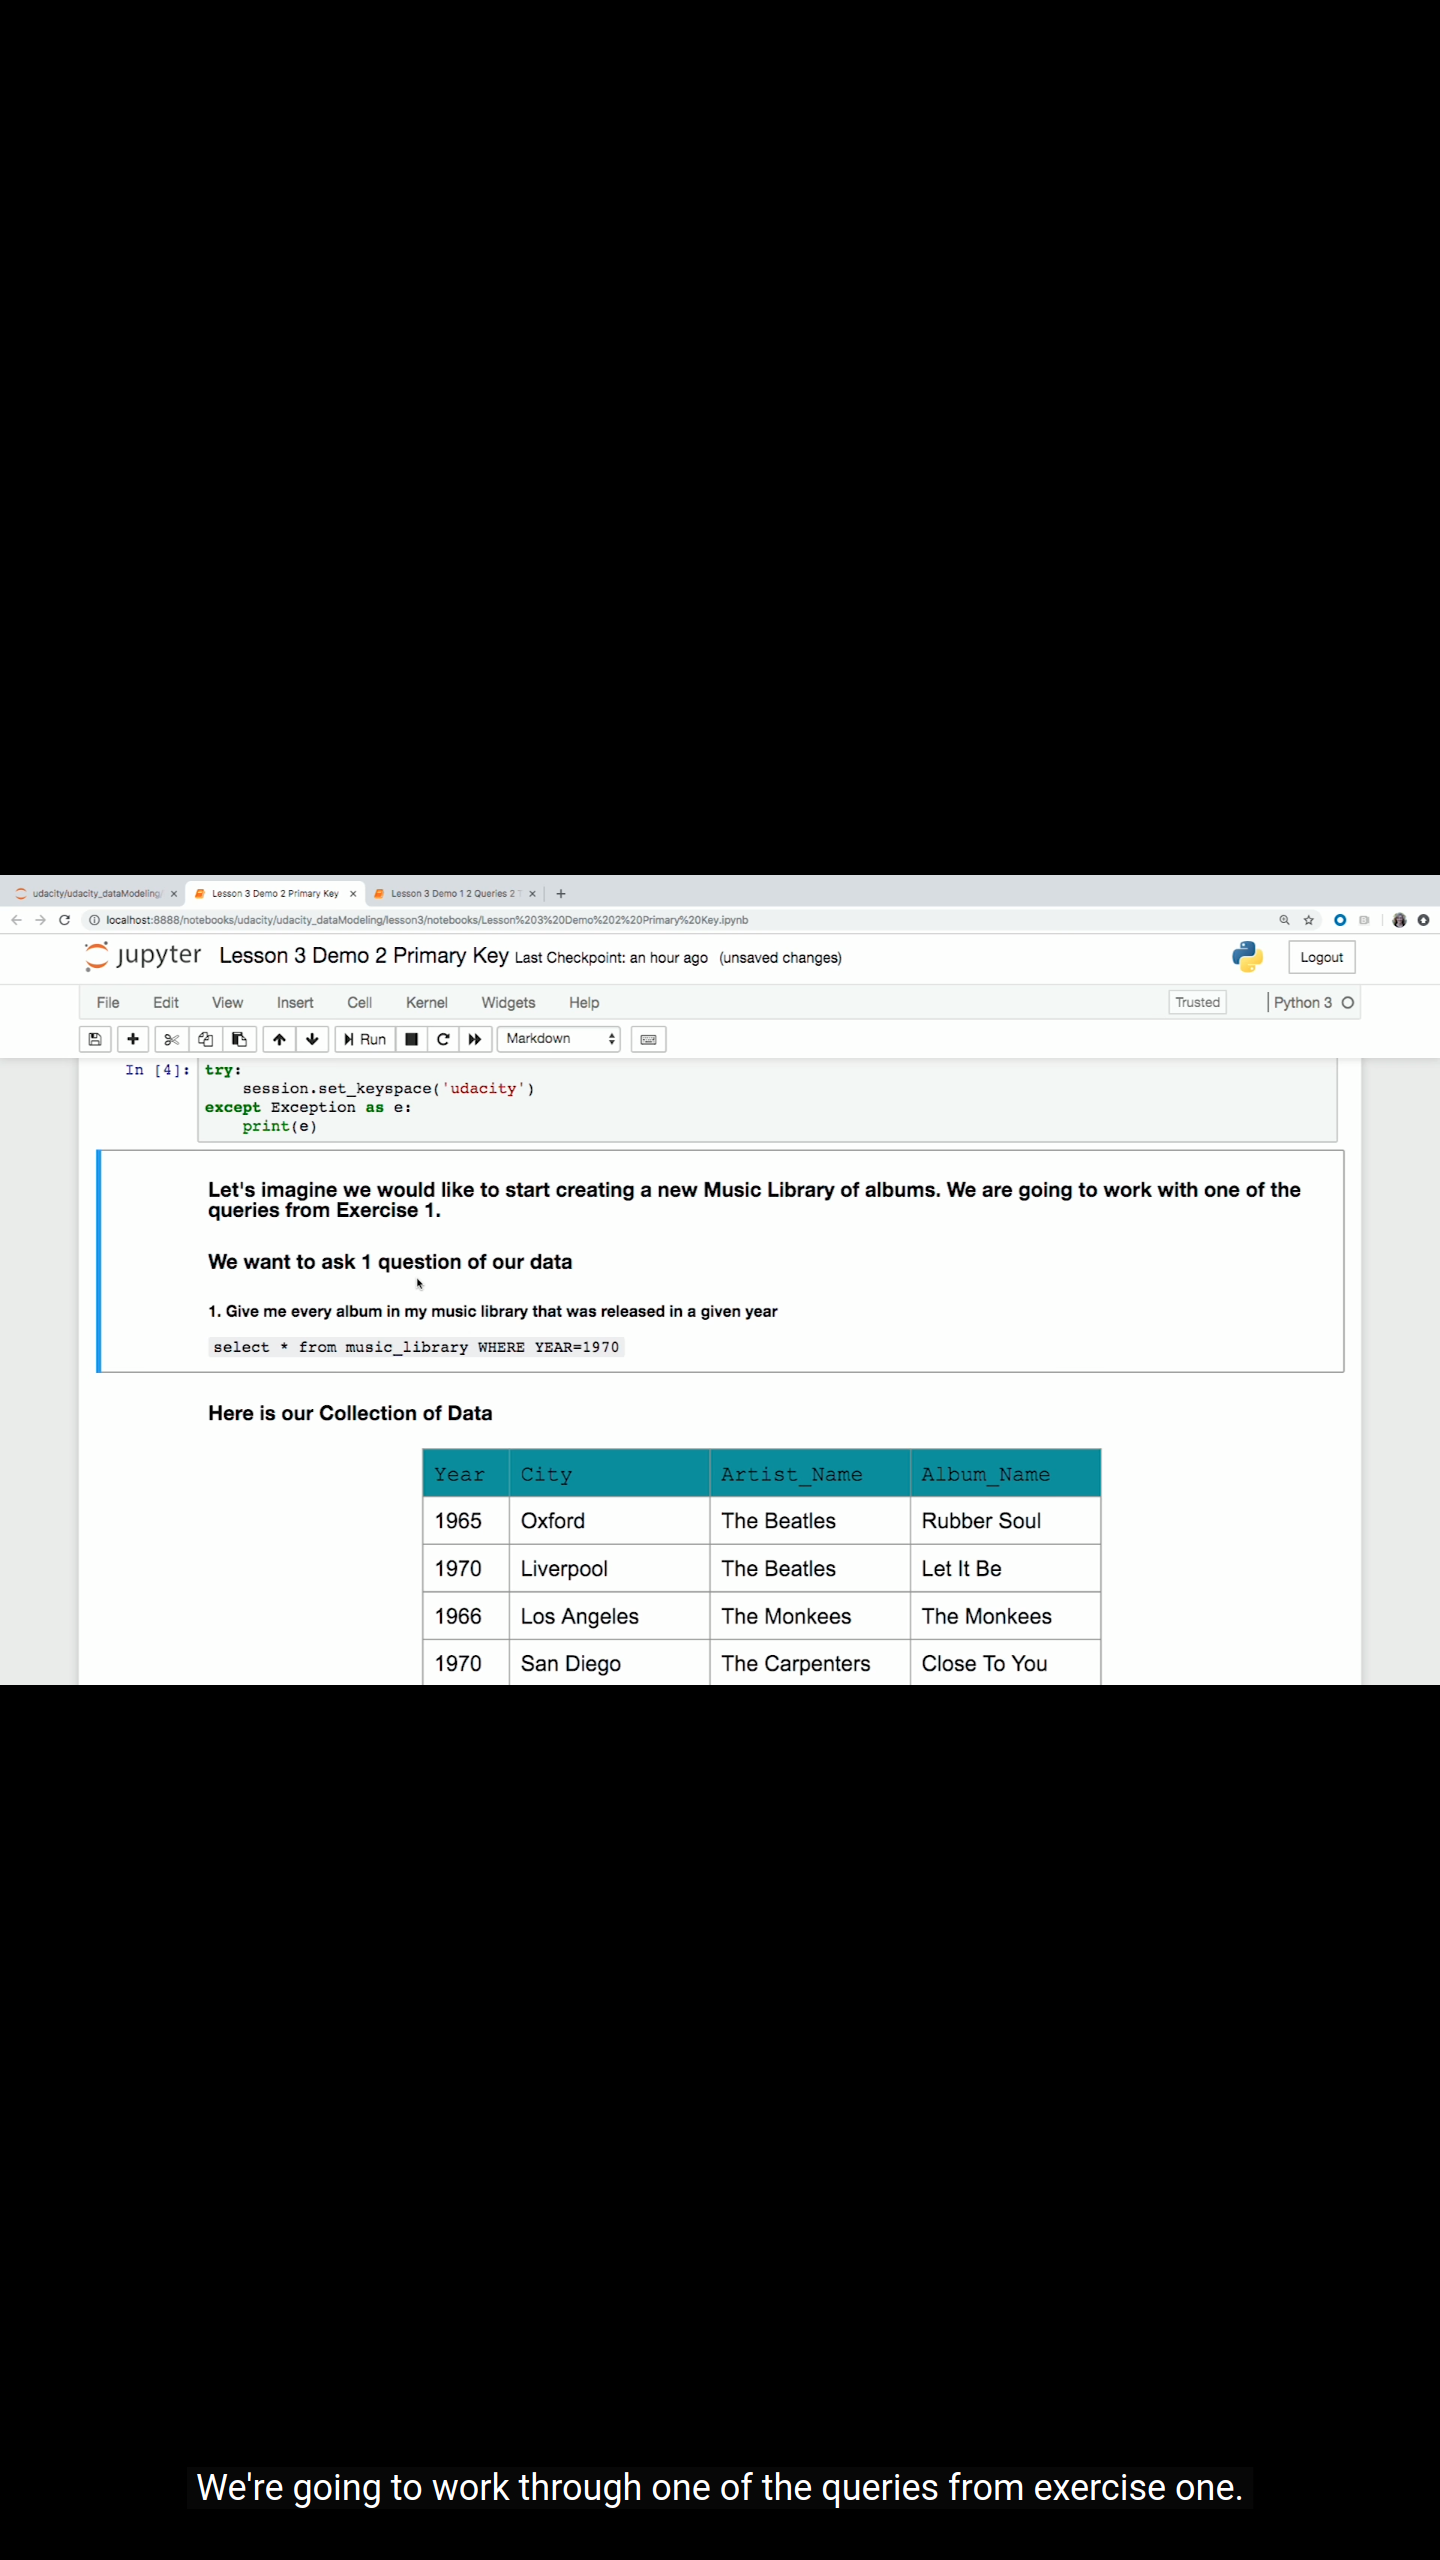 udacity/udacity_dataModeling/
Lesson 3 Demo 2 Primary Key
Lesson 3 Demo 1 2 Queries 2 T
localhost:8888/notebooks/udacity/udacity_dataModeling/lesson3/notebooks/Lesson%203%20Demo%202%20Primary%20Key.ipynb
jupyter Lesson 3 Demo 2 Primary Key Last Checkpoint: an hour ago (unsaved changes)
Logout
File Edit View Insert Cell Kernel Widgets Help
Trusted
Python 3
Run
Markdown
In [4]: try:
session.set_keyspace('udacity')
except Exception as e:
print(e)
Let's imagine we would like to start creating a new Music Library of albums. We are going to work with one of the
queries from Exercise 1.
We want to ask 1 question of our data
1. Give me every album in my music library that was released in a given year
select * from music_library WHERE YEAR=1970
Here is our Collection of Data
Year City Artist_Name Album_Name
1965 Oxford The Beatles Rubber Soul
1970 Liverpool The Beatles Let It Be
1966 Los Angeles The Monkees The Monkees
1970 San Diego The Carpenters Close To You
We're going to work through one of the queries from exercise one.